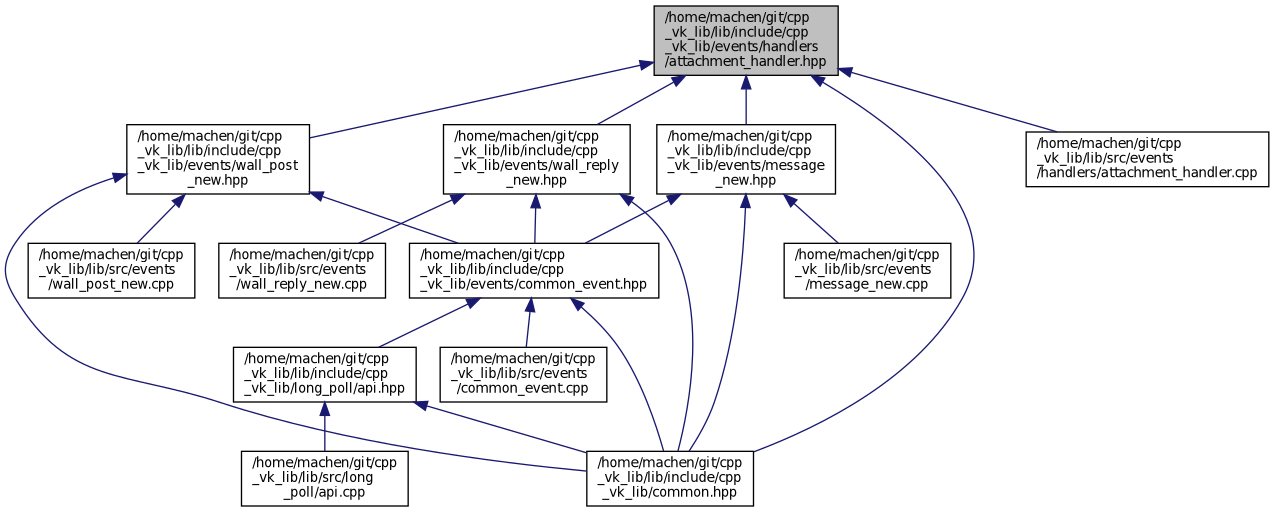 /home/machen/git/cpp
_vk_lib/lib/include/cpp
_vk_lib/events/handlers
/attachment_handler.hpp
/home/machen/git/cpp
_vk_lib/lib/include/cpp
_vk_lib/events/wall_post
_new.hpp
/home/machen/git/cpp
_vk_lib/lib/include/cpp
_vk_lib/events/wall_reply
_new.hpp
/home/machen/git/cpp
_vk_lib/lib/include/cpp
_vk_lib/events/message
_new.hpp
/home/machen/git/cpp
_vk_lib/lib/src/events
/handlers/attachment_handler.cpp
/home/machen/git/cpp
_vk_lib/lib/src/events
/wall_post_new.cpp
/home/machen/git/cpp
_vk_lib/lib/src/events
/wall_reply_new.cpp
/home/machen/git/cpp
_vk_lib/lib/include/cpp
_vk_lib/events/common_event.hpp
/home/machen/git/cpp
_vk_lib/lib/src/events
/message_new.cpp
/home/machen/git/cpp
_vk_lib/lib/include/cpp
_vk_lib/long_poll/api.hpp
/home/machen/git/cpp
_vk_lib/lib/src/events
/common_event.cpp
/home/machen/git/cpp
_vk_lib/lib/src/long
_poll/api.cpp
/home/machen/git/cpp
_vk_lib/lib/include/cpp
_vk_lib/common.hpp